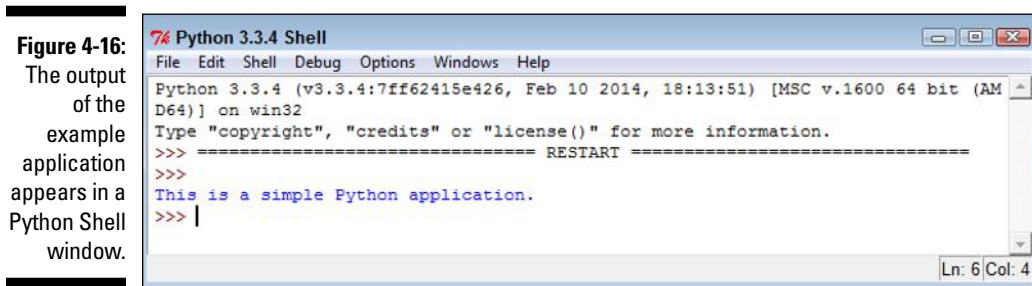 Figure 4-16:
The output
of the
example
application
appears in a
Python Shell
window.
Python 3.3.4 Shell
File Edit Shell Debug Options Windows Help
Python 3.3.4 (v3.3.4:7ff62415e426, Feb 10 2014, 18:13:51) [MSC v.1600 64 bit (AM
D64)] on win32
Type "copyright", "credits" or "license()" for more information.
>>> ================================ RESTART ================================
>>>
This is a simple Python application.
>>>
Ln: 6 Col: 4